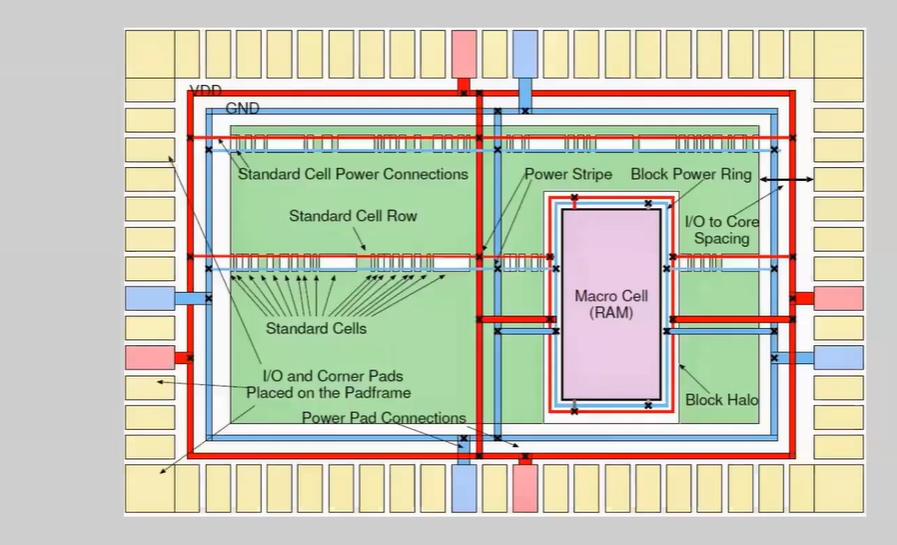 VDD
GND
Standard Cell Power Connections
Power Stripe
Block Power Ring
Standard Cell Row
I/O to Core
Spacing
Macro Cell
(RAM)
Standard Cells
I/O and Corner Pads
Placed on the Padframe
Block Halo
Power Pad Connections